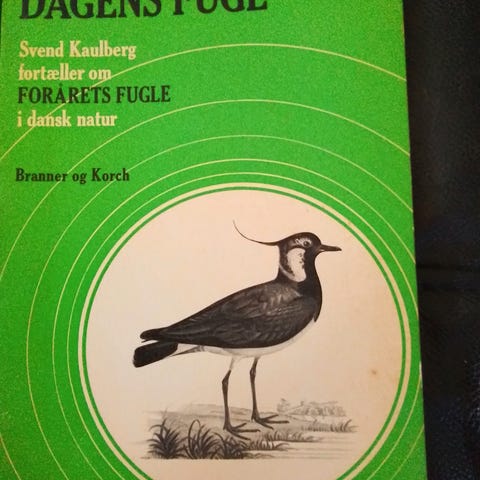 DAGENS FUGLE
Svend Kaulberg
fortæller om
FORÅRETS FUGLE
i dansk natur
Branner og Korch